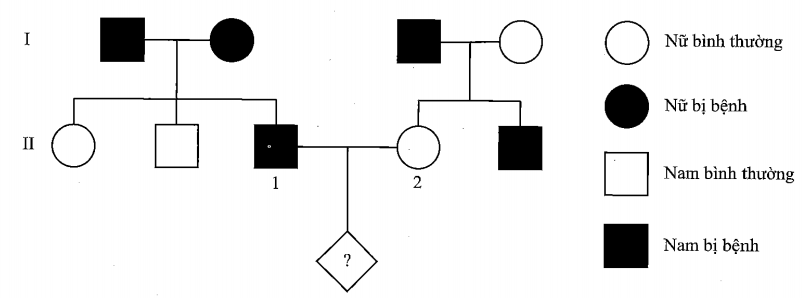 I
Nữ bình thường
Nữ bị bệnh
II
1
2
Nam bình thường
?
Nam bị bệnh